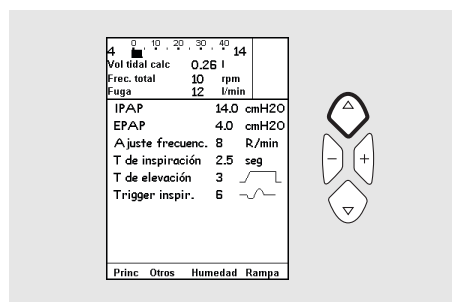 0 10 20 30 40
4 14
Vol tidal calc 0.26 l
Frec. total 10 rpm
Fuga 12 l/min
IPAP 14.0 cmH2O
EPAP 4.0 cmH2O
Ajuste frecuenc. 8 R/min
T de inspiración 2.5 seg
T de elevación 3
Trigger inspir. 6
Princ Otros Humedad Rampa
− +